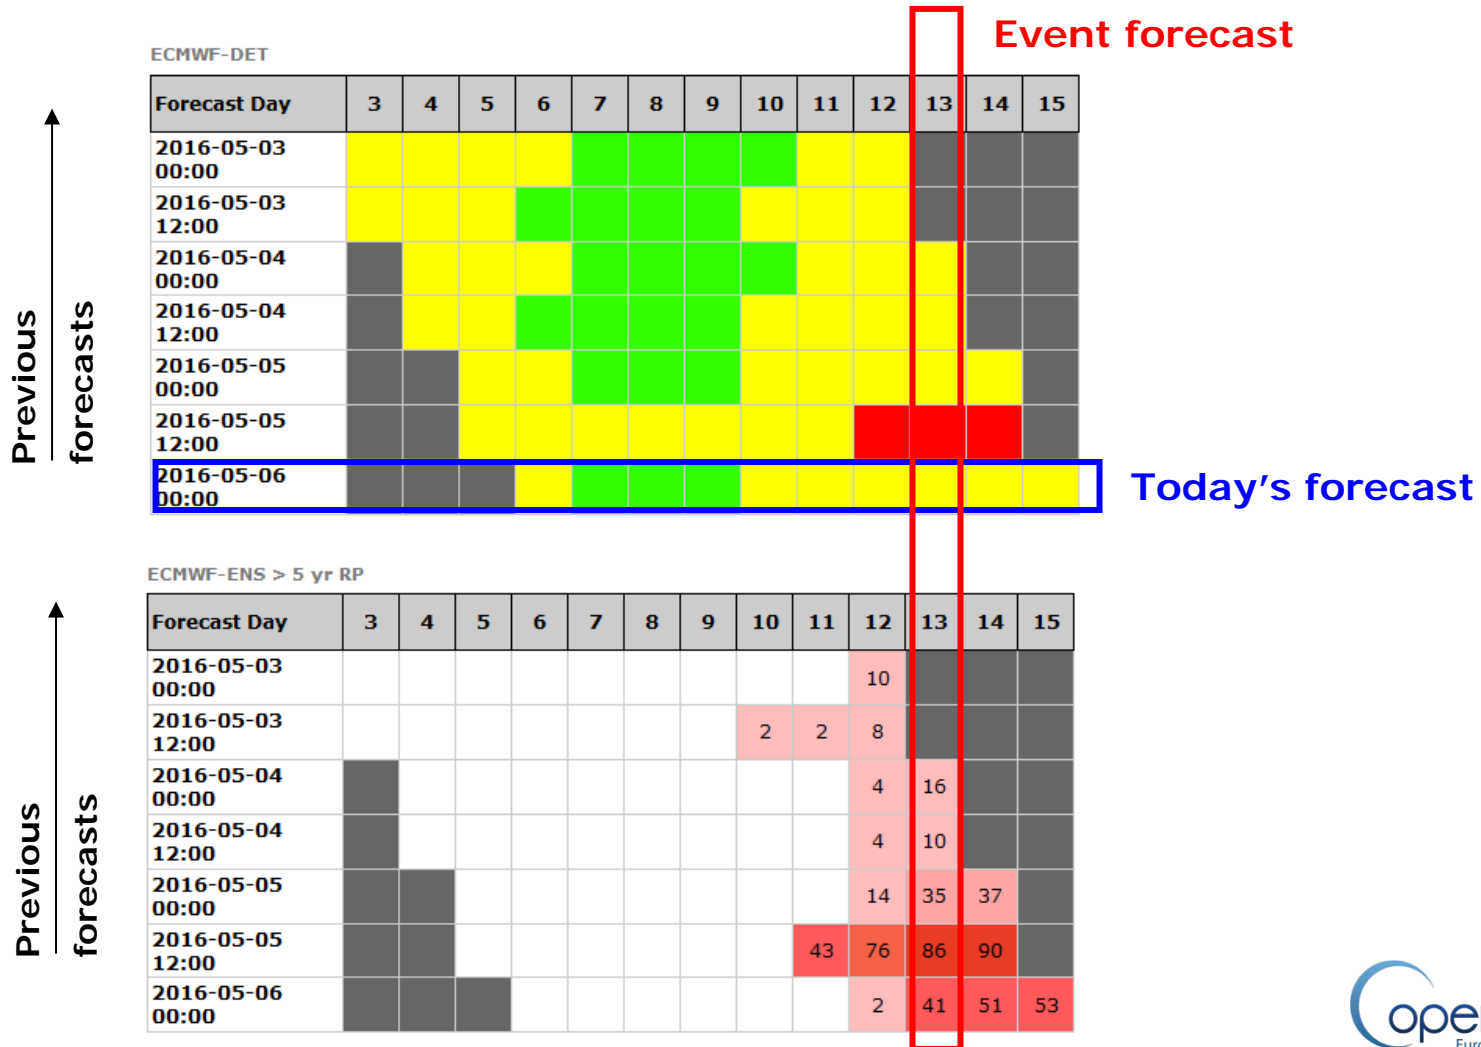 Event forecast
ECMWF-DET
Forecast Day 3 4 5 6 7 8 9 10 11 12 13 14 15
2016-05-03
00:00
2016-05-03
12:00
2016-05-04
00:00
2016-05-04
12:00
2016-05-05
00:00
2016-05-05
12:00
2016-05-06
00:00
Previous
forecasts
Today's forecast
ECMWF-ENS > 5 yr RP
Forecast Day 3 4 5 6 7 8 9 10 11 12 13 14 15
2016-05-03
00:00 10
2016-05-03
12:00 2 2 8
2016-05-04
00:00 4 16
2016-05-04
12:00 4 10
2016-05-05
00:00 14 35 37
2016-05-05
12:00 43 76 86 90
2016-05-06
00:00 2 41 51 53
Previous
forecasts
ope
Euro